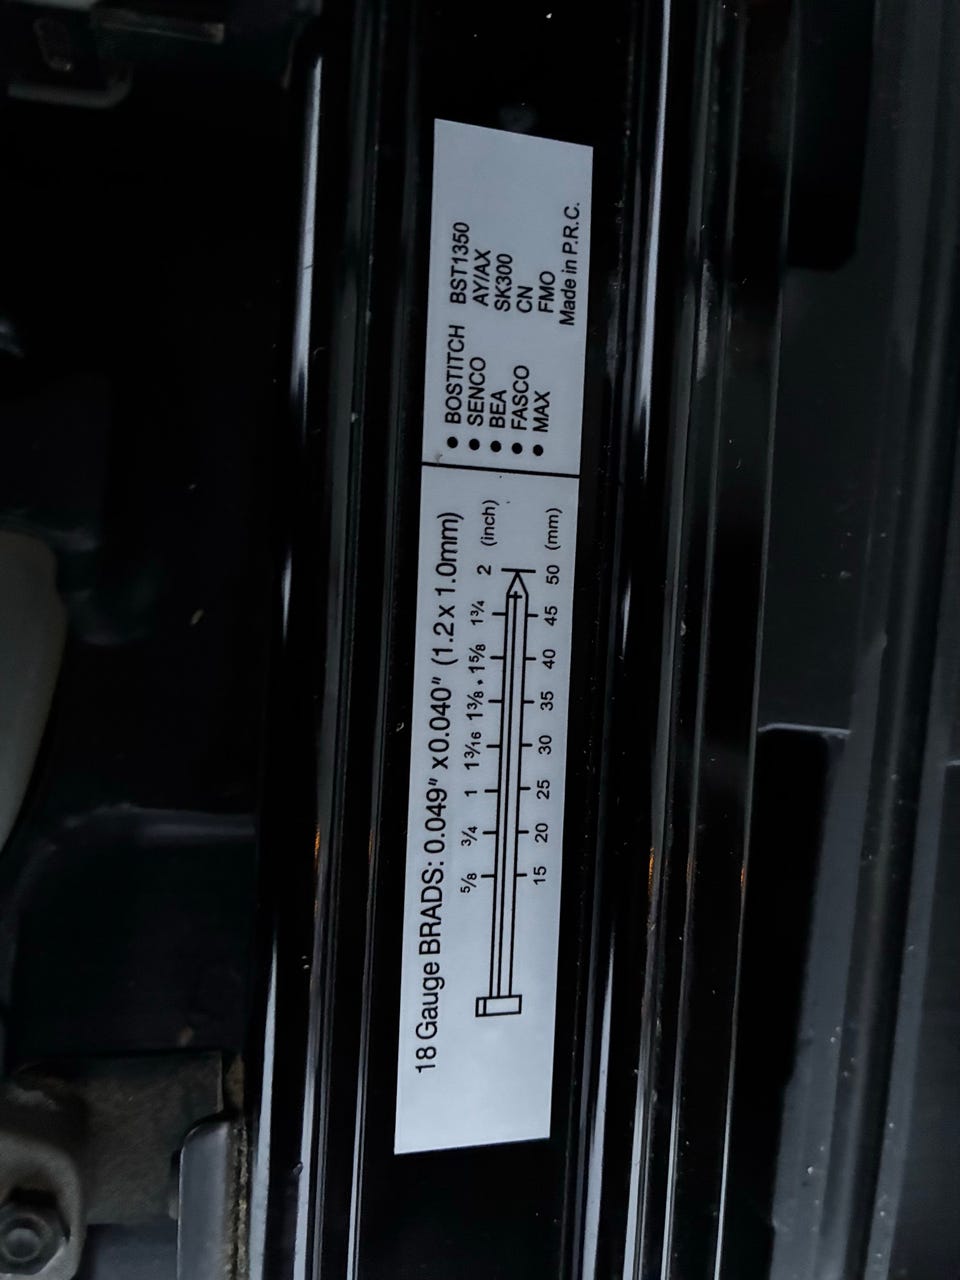 18 Gauge BRADS: 0.049" x0.040" (1.2 x 1.0mm)
5/8 3/4 1 1 3/16 1 3/8 . 1 5/8 1 3/4 2 (inch)
15 20 25 30 35 40 45 50 (mm)
• BOSTITCH BST1350
• SENCO AY/AX
• BEA SK300
• FASCO CN
• MAX FMO
Made in P.R.C.